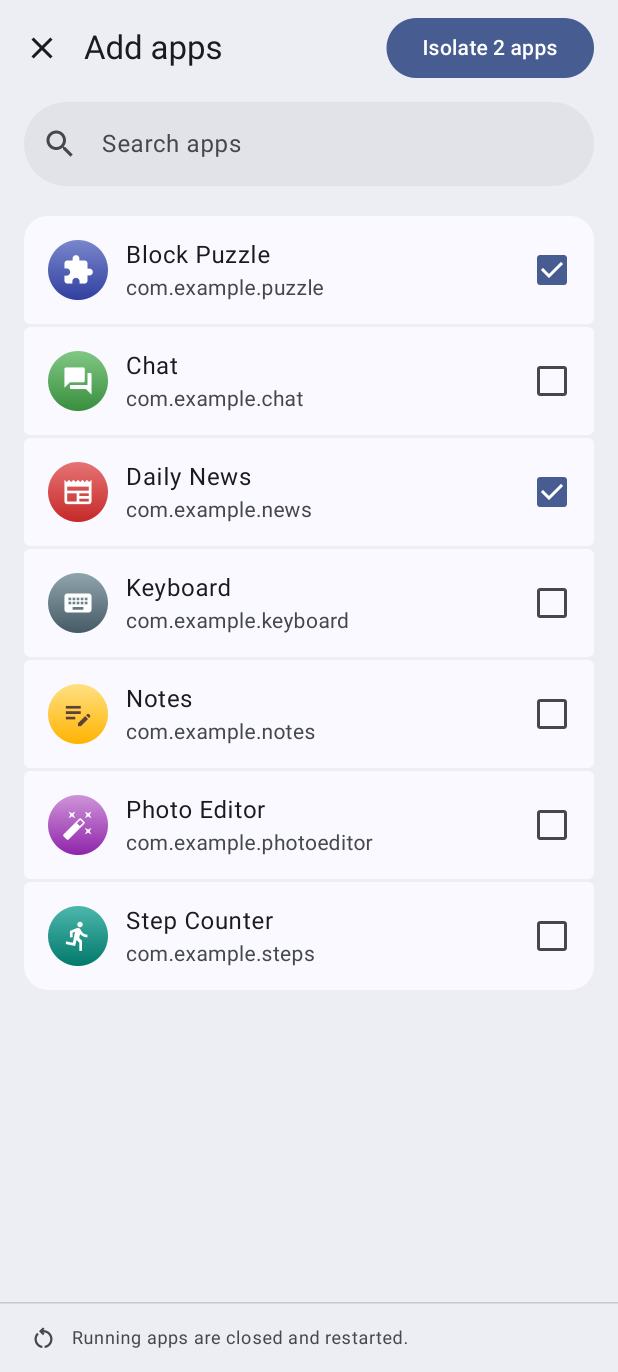 Add apps
Isolate 2 apps
Search apps
Block Puzzle
com.example.puzzle
Chat
com.example.chat
Daily News
com.example.news
Keyboard
com.example.keyboard
Notes
com.example.notes
Photo Editor
com.example.photoeditor
Step Counter
com.example.steps
Running apps are closed and restarted.